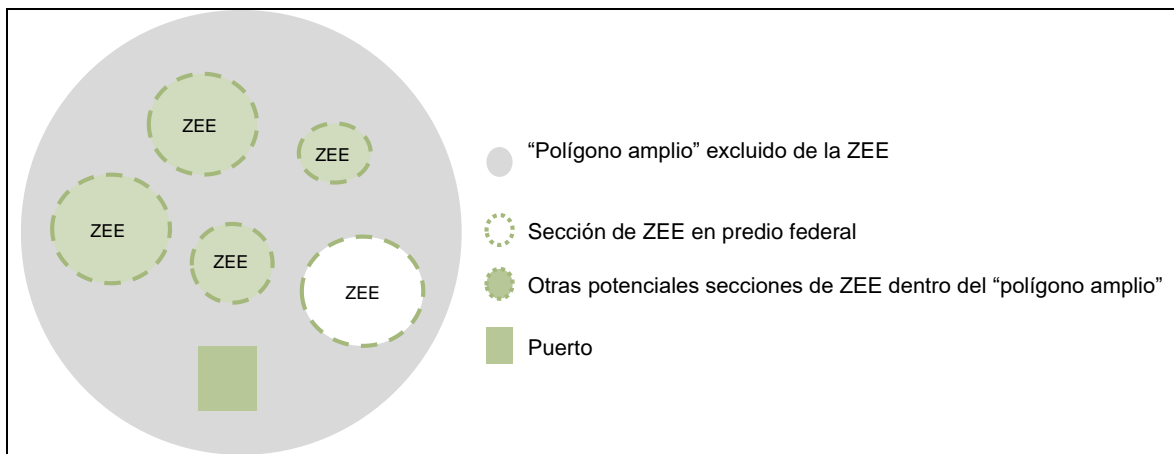 ZEE
ZEE
ZEE
ZEE
ZEE
“Polígono amplio” excluido de la ZEE
Sección de ZEE en predio federal
Otras potenciales secciones de ZEE dentro del “polígono amplio”
Puerto